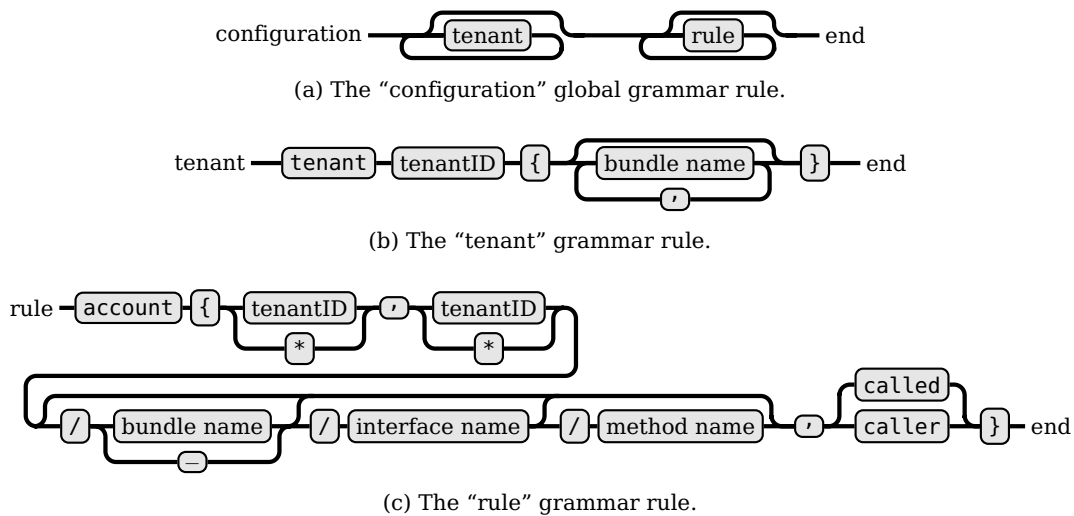 configuration tenant rule end
(a) The “configuration” global grammar rule.
tenant tenant tenantID { bundle name } end
,
(b) The “tenant” grammar rule.
rule account { tenantID , tenantID
* *
called
/ bundle name / interface name / method name , caller } end
–
(c) The “rule” grammar rule.